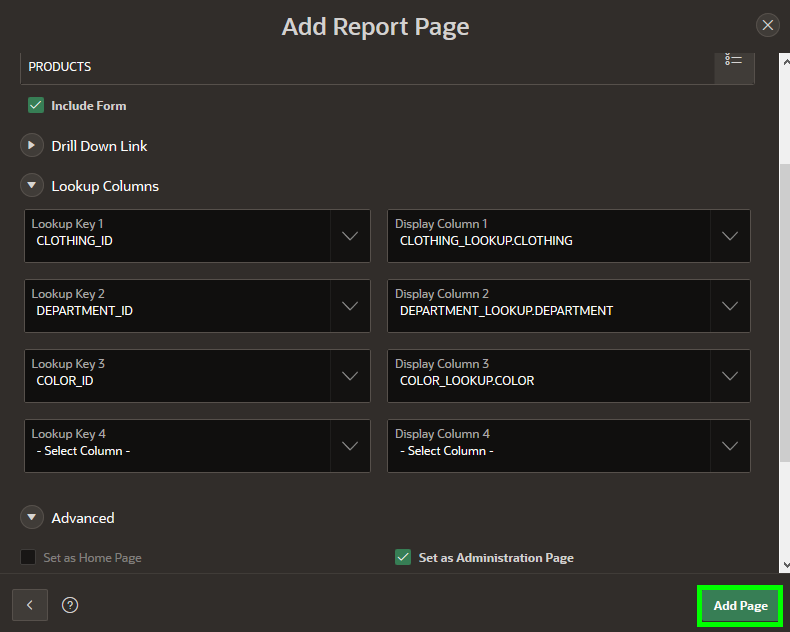 Add Report Page
PRODUCTS
Include Form
Drill Down Link
Lookup Columns
Lookup Key 1
CLOTHING_ID
Display Column 1
CLOTHING_LOOKUP.CLOTHING
Lookup Key 2
DEPARTMENT_ID
Display Column 2
DEPARTMENT_LOOKUP.DEPARTMENT
Lookup Key 3
COLOR_ID
Display Column 3
COLOR_LOOKUP.COLOR
Lookup Key 4
- Select Column -
Display Column 4
- Select Column -
Advanced
Set as Home Page
Set as Administration Page
Add Page